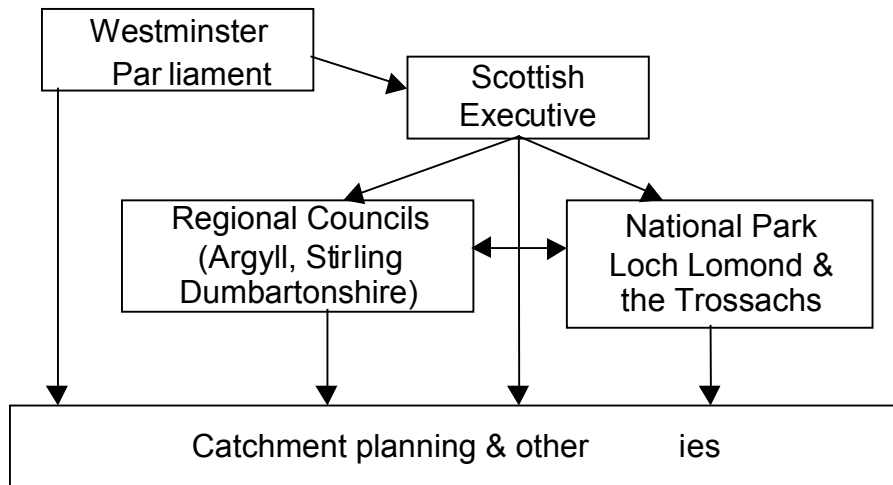 Westminster
Par liament
Scottish
Executive
Regional Councils
(Argyll, Stirling
Dumbartonshire)
National Park
Loch Lomond &
the Trossachs
Catchment planning & other ies